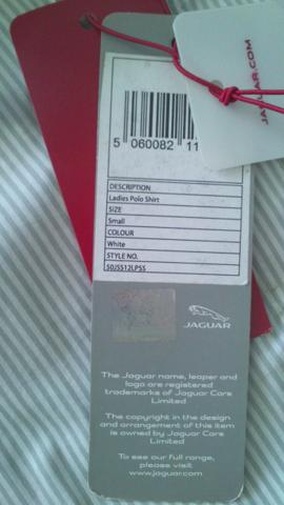 JAGUAR.COM
5 060082 11
DESCRIPTION
Ladies Polo Shirt
SIZE
Small
COLOUR
White
STYLE NO.
50JSS12LPSS
JAGUAR
The Jaguar name, leaper and
logo are registered
trademarks of Jaguar Cars
Limited
The copyright in the design
and arrangement of this item
is owned by Jaguar Cars
Limited
To see our full range,
please visit
www.jaguar.com